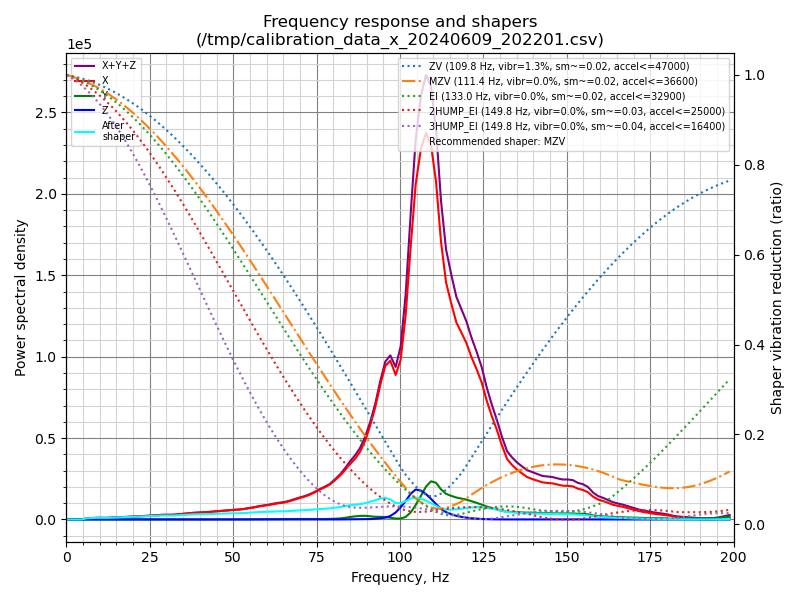 Frequency response and shapers
(/tmp/calibration_data_x_20240609_202201.csv)
1e5
X+Y+Z
X
Y
Z
After
shaper
ZV (109.8 Hz, vibr=1.3%, sm~=0.02, accel<=47000)
MZV (111.4 Hz, vibr=0.0%, sm~=0.02, accel<=36600)
EI (133.0 Hz, vibr=0.0%, sm~=0.02, accel<=32900)
2HUMP_EI (149.8 Hz, vibr=0.0%, sm~=0.03, accel<=25000)
3HUMP_EI (149.8 Hz, vibr=0.0%, sm~=0.04, accel<=16400)
Recommended shaper: MZV
2.5
2.0
1.5
1.0
0.5
0.0
Power spectral density
1.0
0.8
0.6
0.4
0.2
0.0
Shaper vibration reduction (ratio)
0 25 50 75 100 125 150 175 200
Frequency, Hz